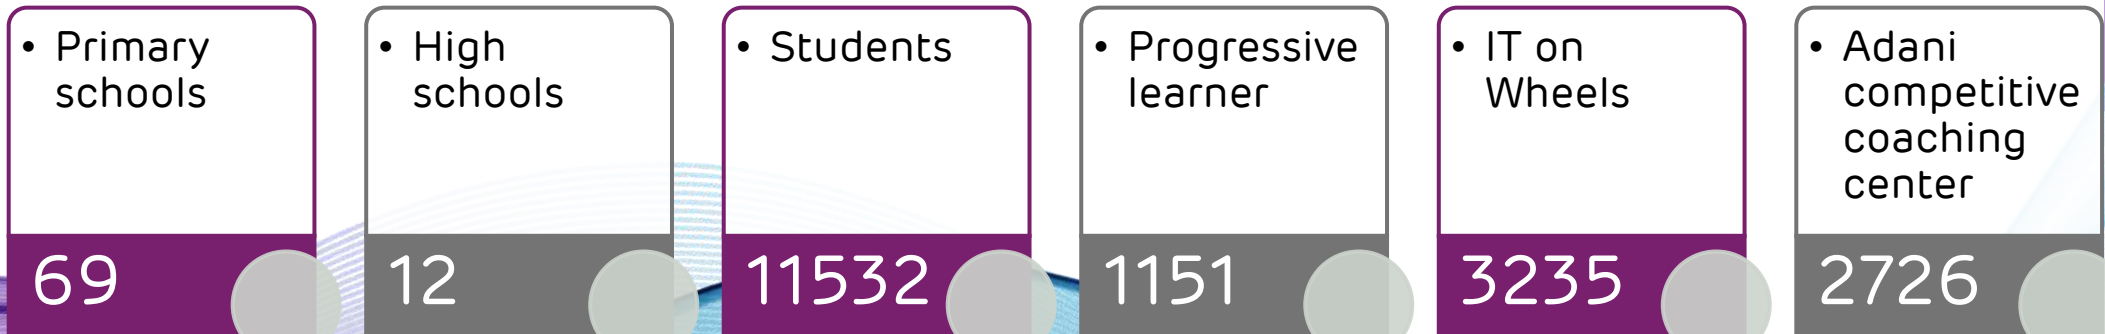 • Primary
schools
69
• High
schools
12
• Students
11532
• Progressive
learner
1151
• IT on
Wheels
3235
• Adani
competitive
coaching
center
2726